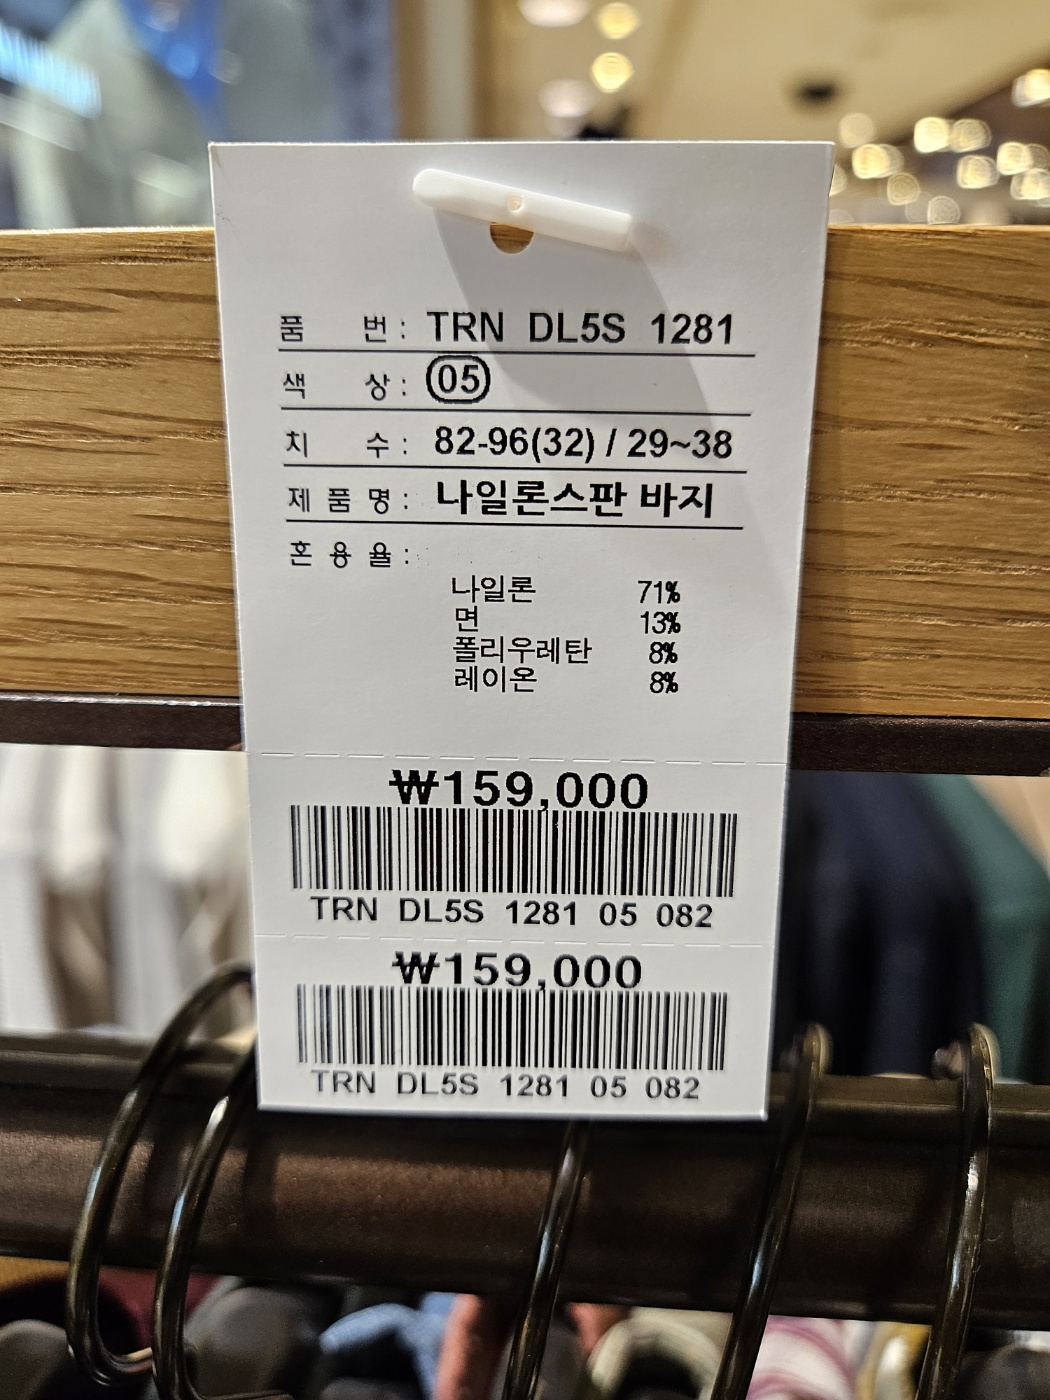 품 번 : TRN DL5S 1281
색 상 : 05
치 수 : 82-96(32) / 29~38
제 품 명 : 나일론스판 바지
혼 용 율 :
나일론 71%
면 13%
폴리우레탄 8%
레이온 8%
₩159,000
TRN DL5S 1281 05 082
₩159,000
TRN DL5S 1281 05 082